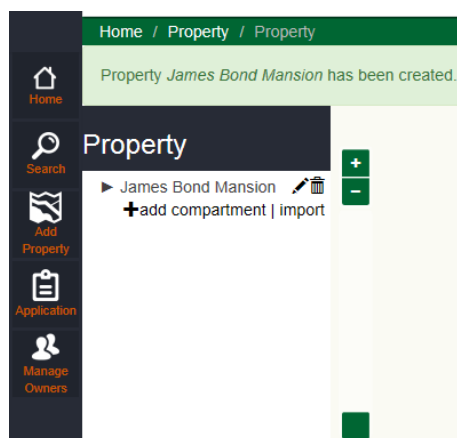 Home / Property / Property
Property James Bond Mansion has been created.
Home
Search
Add
Property
Application
Manage
Owners
Property
► James Bond Mansion
+add compartment | import
+
−